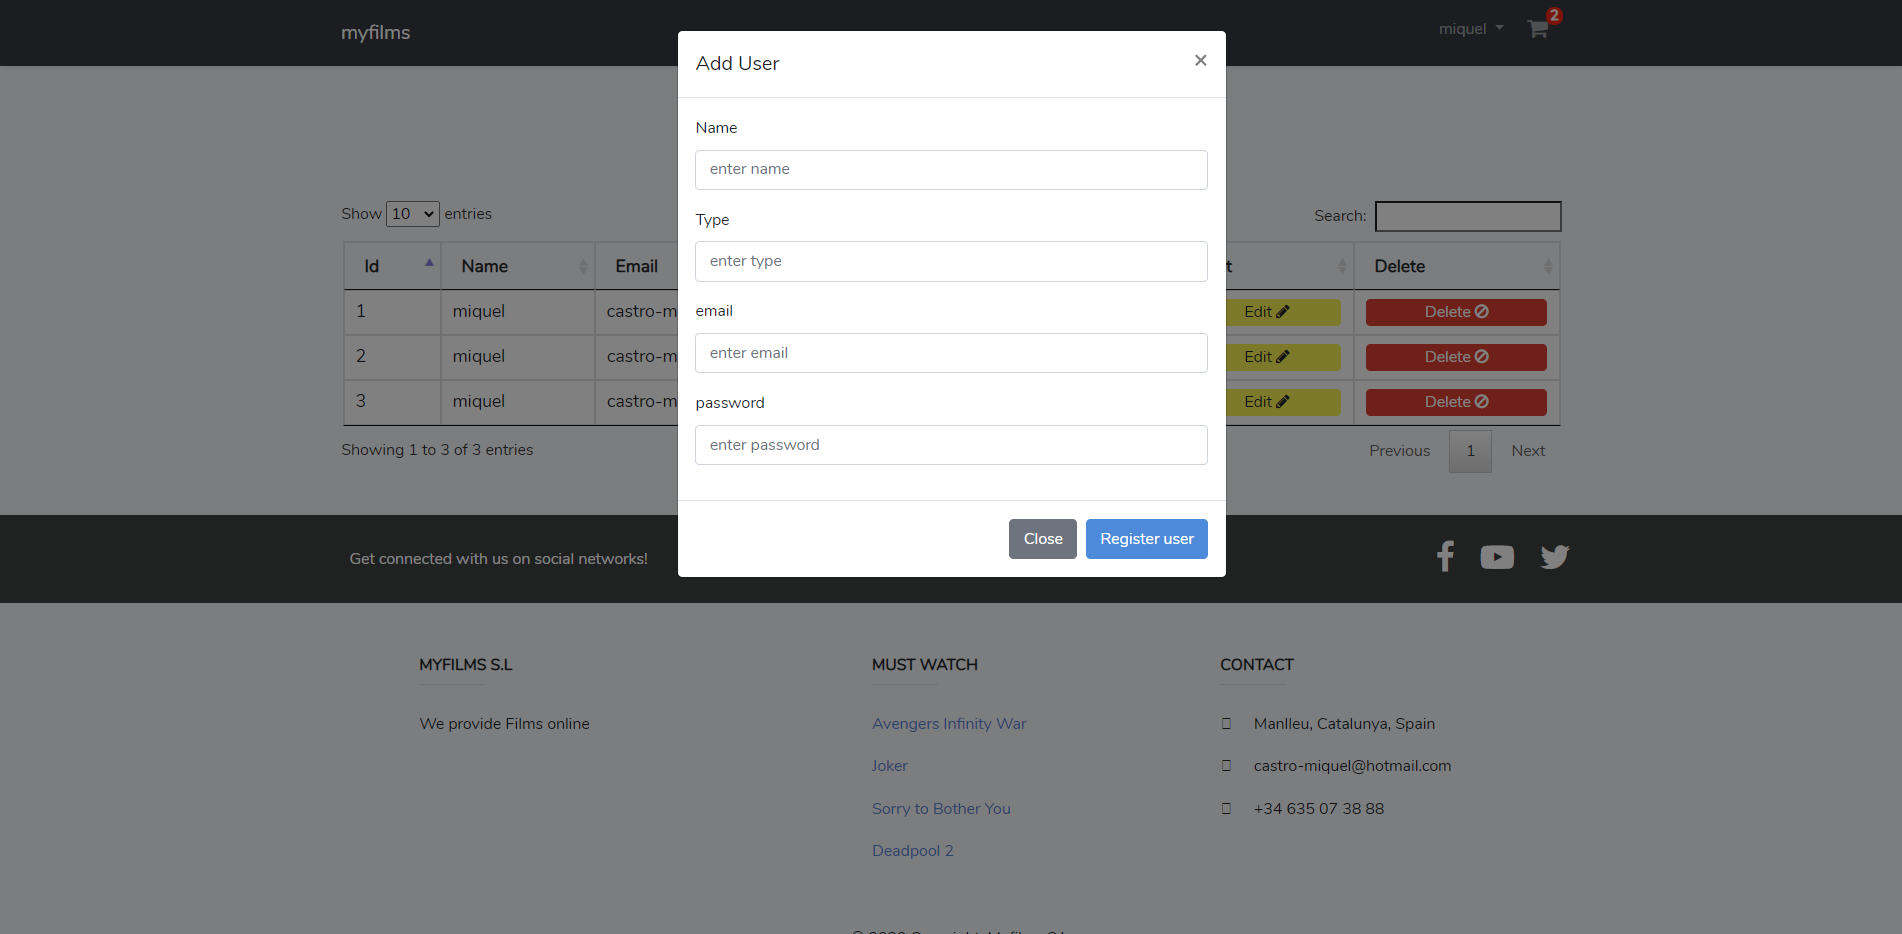 myfilms
miquel
2
Add User
×
Name
enter name
Type
enter type
email
enter email
password
enter password
Close
Register user
Show 10 entries
Search:
Id
Name
Email
t
Delete
1
miquel
castro-m
Edit
Delete
2
miquel
castro-m
Edit
Delete
3
miquel
castro-m
Edit
Delete
Showing 1 to 3 of 3 entries
Previous
1
Next
Get connected with us on social networks!
MYFILMS S.L
We provide Films online
MUST WATCH
Avengers Infinity War
Joker
Sorry to Bother You
Deadpool 2
CONTACT
Manlleu, Catalunya, Spain
castro-miquel@hotmail.com
+34 635 07 38 88